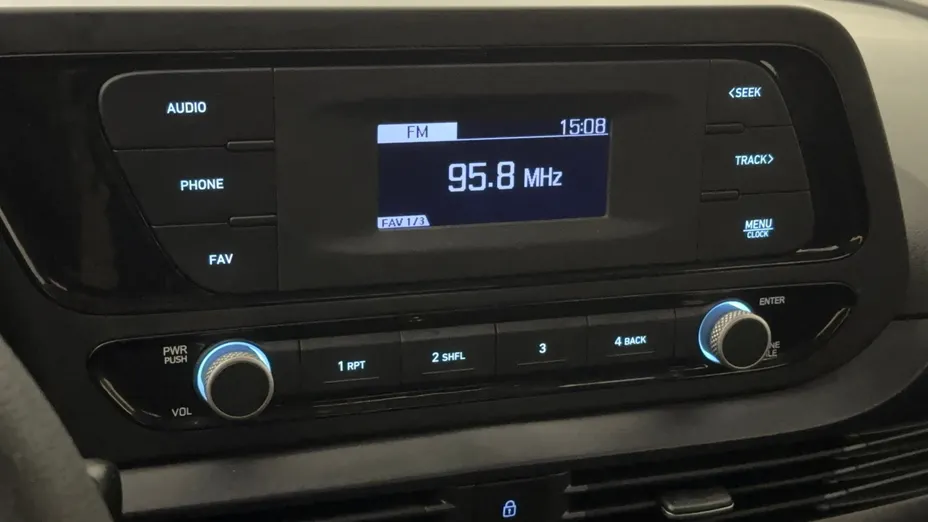 AUDIO
PHONE
FAV
FM 15:08
95.8 MHz
FAV 1/3
<SEEK
TRACK>
MENU
CLOCK
PWR
PUSH
VOL
1 RPT
2 SHFL
3
4 BACK
ENTER